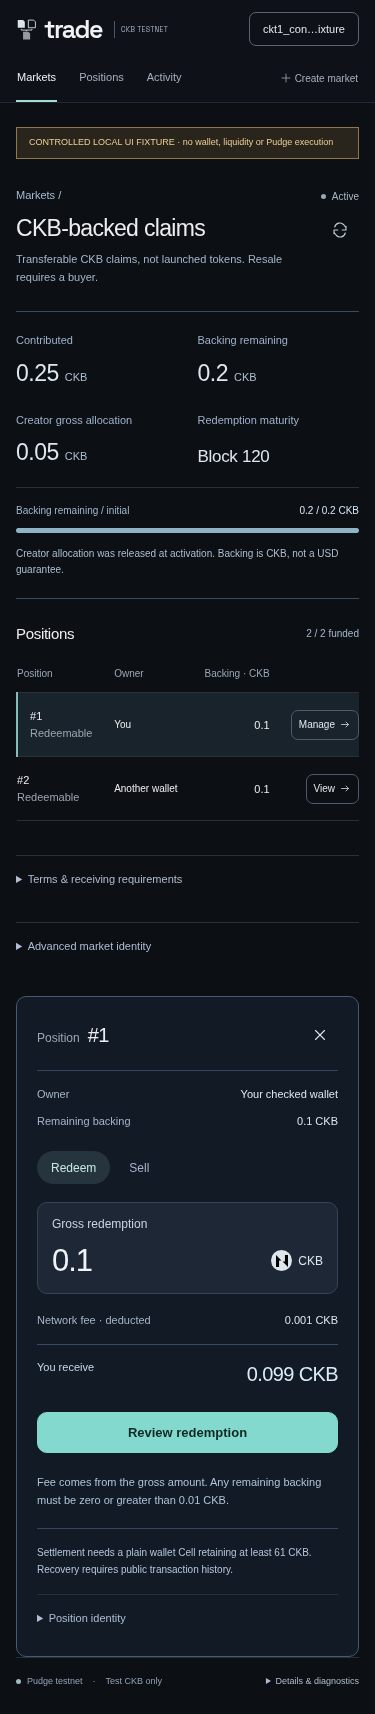 trade
CKB TESTNET
ckt1_con…ixture
Markets
Positions
Activity
Create market
CONTROLLED LOCAL UI FIXTURE · no wallet, liquidity or Pudge execution
Markets /
Active
CKB-backed claims
Transferable CKB claims, not launched tokens. Resale
requires a buyer.
Contributed
Backing remaining
0.25 CKB
0.2 CKB
Creator gross allocation
Redemption maturity
0.05 CKB
Block 120
Backing remaining / initial
0.2 / 0.2 CKB
Creator allocation was released at activation. Backing is CKB, not a USD
guarantee.
Positions
2 / 2 funded
Position
Owner
Backing · CKB
#1
Redeemable
You
0.1
Manage →
#2
Redeemable
Another wallet
0.1
View →
Terms & receiving requirements
Advanced market identity
Position #1
Owner
Your checked wallet
Remaining backing
0.1 CKB
Redeem
Sell
Gross redemption
0.1
CKB
Network fee · deducted
0.001 CKB
You receive
0.099 CKB
Review redemption
Fee comes from the gross amount. Any remaining backing
must be zero or greater than 0.01 CKB.
Settlement needs a plain wallet Cell retaining at least 61 CKB.
Recovery requires public transaction history.
Position identity
Pudge testnet · Test CKB only
Details & diagnostics